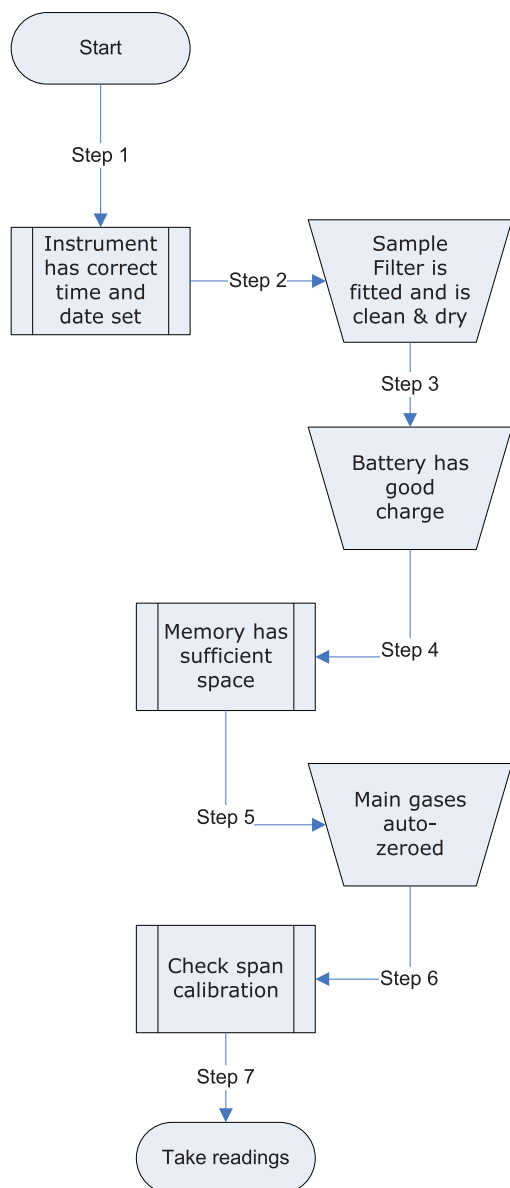 Start
Step 1
Instrument
has correct
time and
date set
Step 2
Sample
Filter is
fitted and is
clean & dry
Step 3
Battery has
good
charge
Step 4
Memory has
sufficient
space
Step 5
Main gases
auto-
zeroed
Step 6
Check span
calibration
Step 7
Take readings